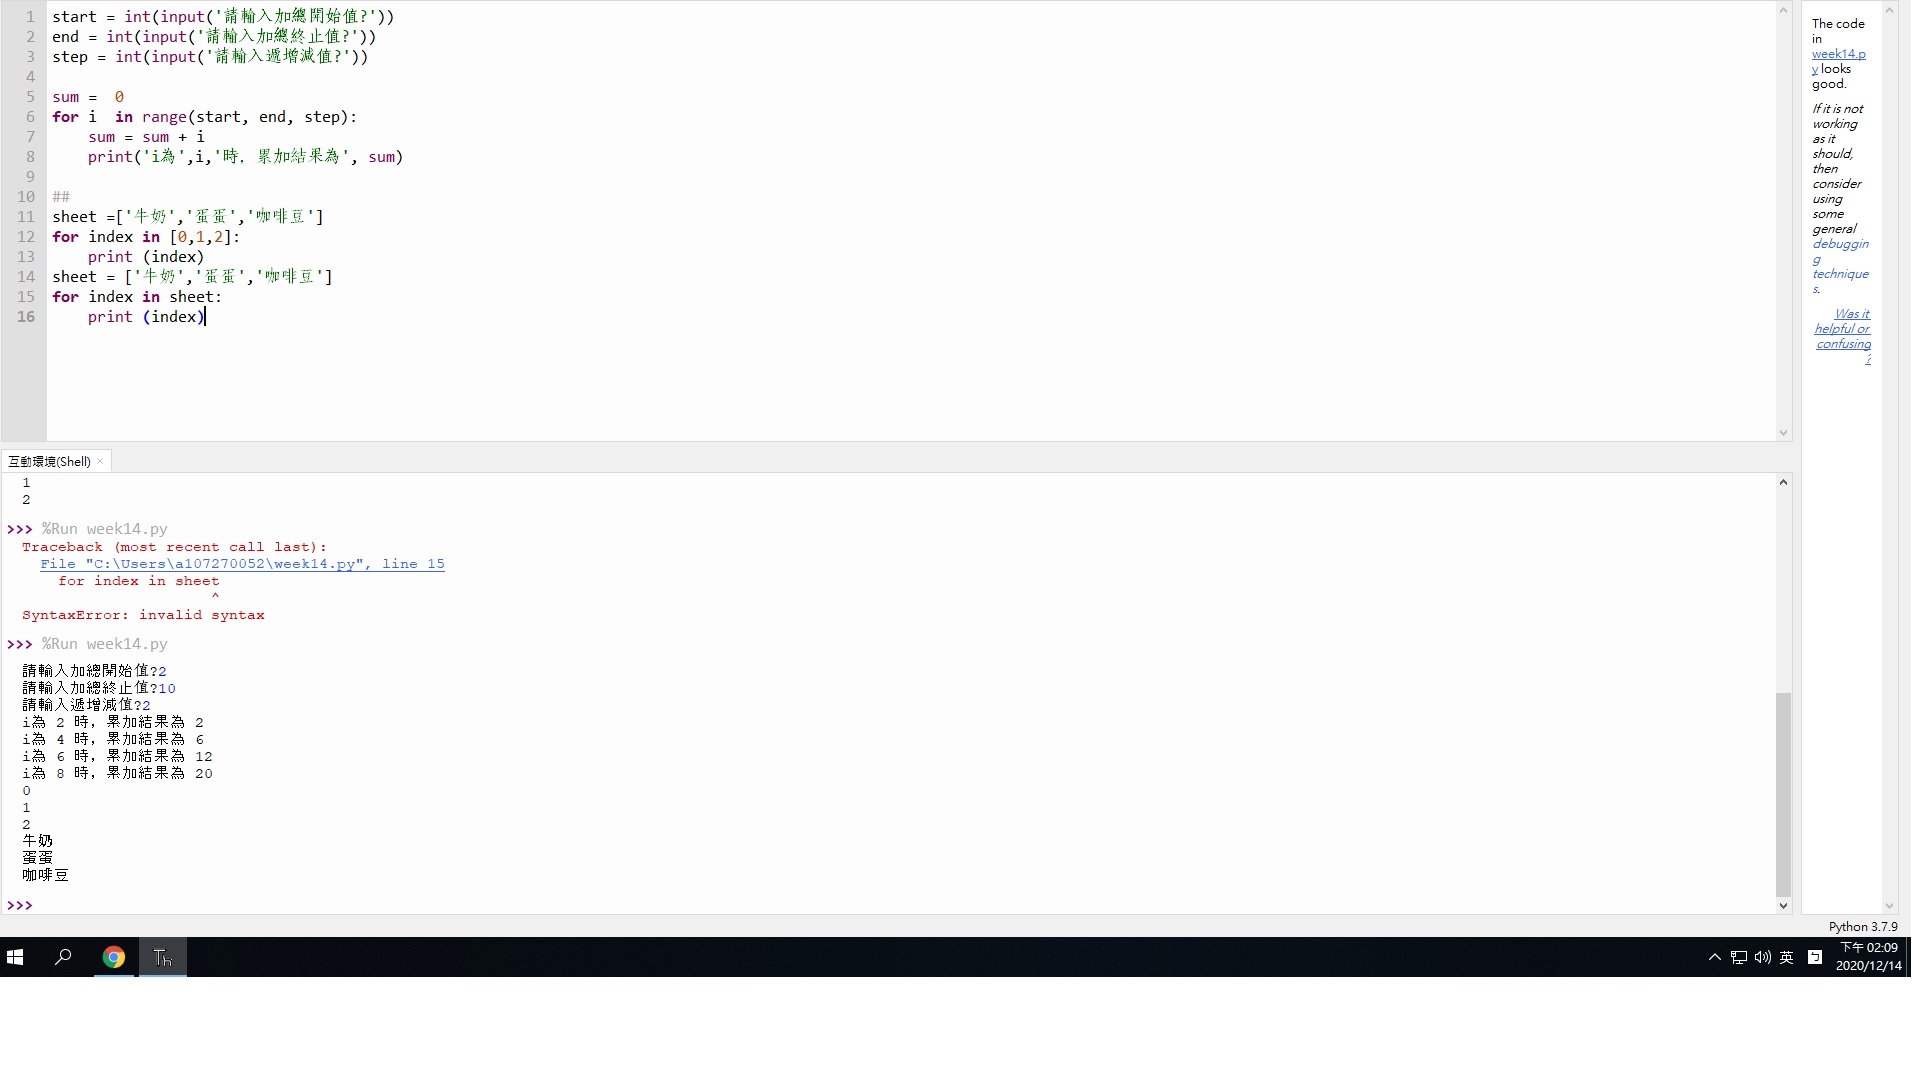 1 start = int(input('請輸入加總開始值?'))
2 end = int(input('請輸入加總終止值?'))
3 step = int(input('請輸入遞增減值?'))
4
5 sum =  0
6 for i  in range(start, end, step):
7     sum = sum + i
8     print('i為',i,'時，累加結果為', sum)
9
10 ##
11 sheet =['牛奶','蛋蛋','咖啡豆']
12 for index in [0,1,2]:
13     print (index)
14 sheet = ['牛奶','蛋蛋','咖啡豆']
15 for index in sheet:
16     print (index)
The code
in
week14.p
y looks
good.
If it is not
working
as it
should,
then
consider
using
some
general
debuggin
g
technique
s.
Was it
helpful or
confusing
?
互動環境(Shell) ×
1
2
>>> %Run week14.py
Traceback (most recent call last):
  File "C:\Users\a107270052\week14.py", line 15
    for index in sheet
                     ^
SyntaxError: invalid syntax
>>> %Run week14.py
請輸入加總開始值?2
請輸入加總終止值?10
請輸入遞增減值?2
i為 2 時，累加結果為 2
i為 4 時，累加結果為 6
i為 6 時，累加結果為 12
i為 8 時，累加結果為 20
0
1
2
牛奶
蛋蛋
咖啡豆
>>>
Python 3.7.9
Th
英
ㄅ
下午 02:09
2020/12/14